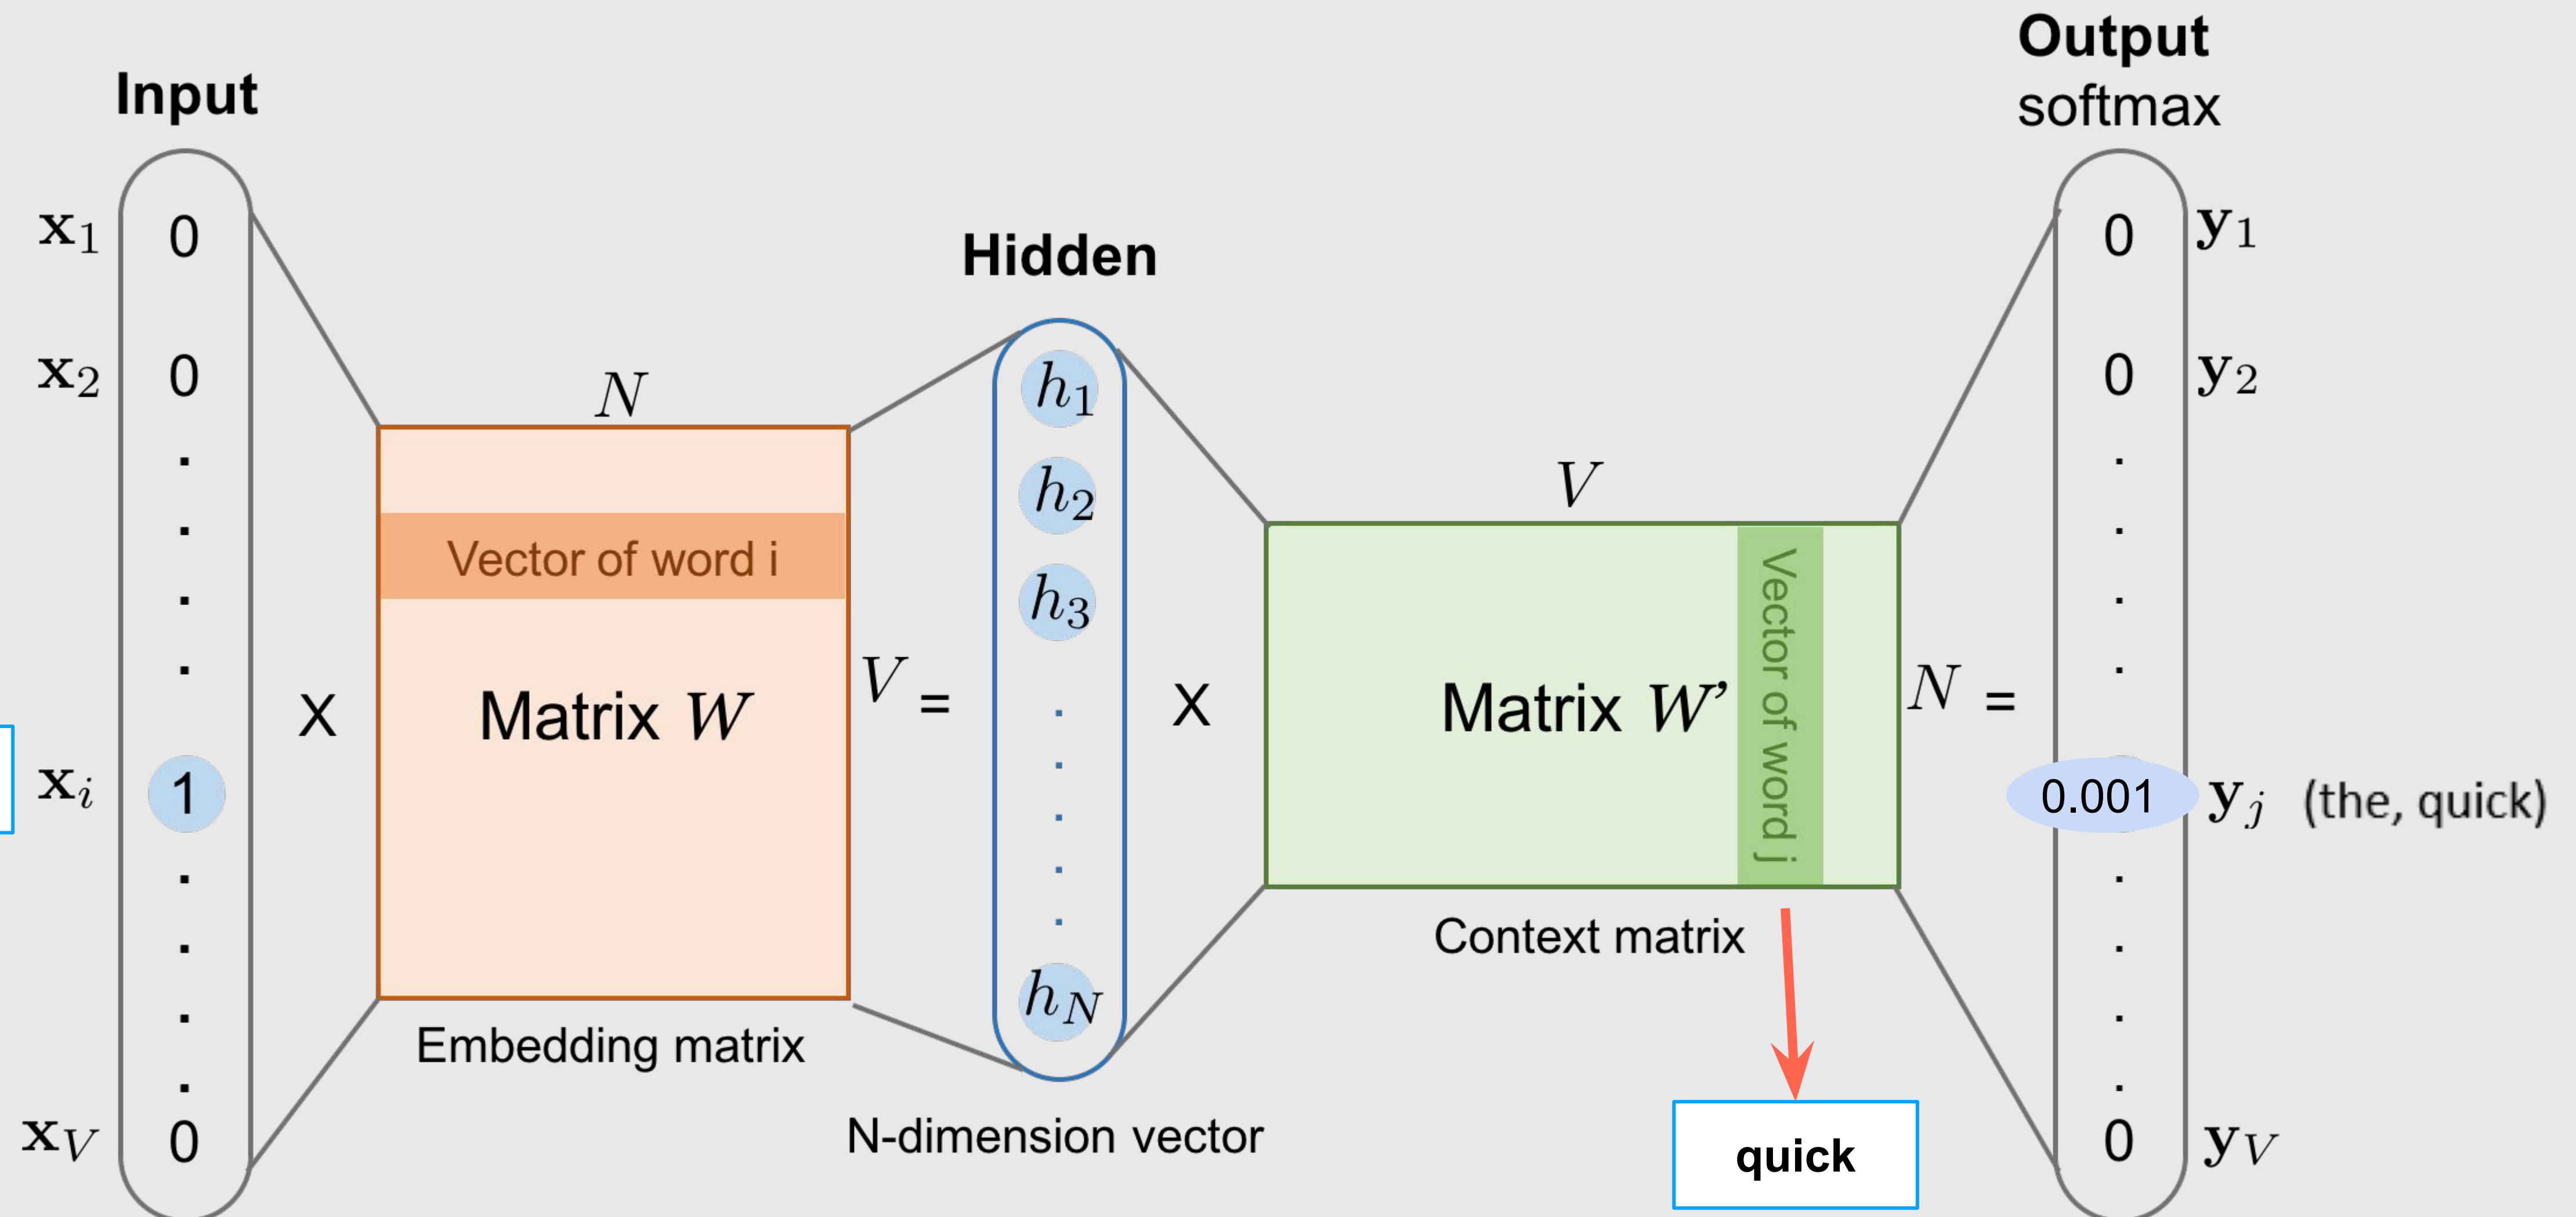 Input
x1 0
x2 0
.
.
.
.
xi 1
.
.
.
.
xV 0
X
N
Vector of word i
Matrix W
V =
Embedding matrix
Hidden
h1
h2
h3
.
.
.
.
.
hN
N-dimension vector
X
V
Matrix W’
Vector of word j
N =
Context matrix
quick
Output
softmax
0 y1
0 y2
.
.
.
.
0.001 yj (the, quick)
.
.
.
.
0 yV